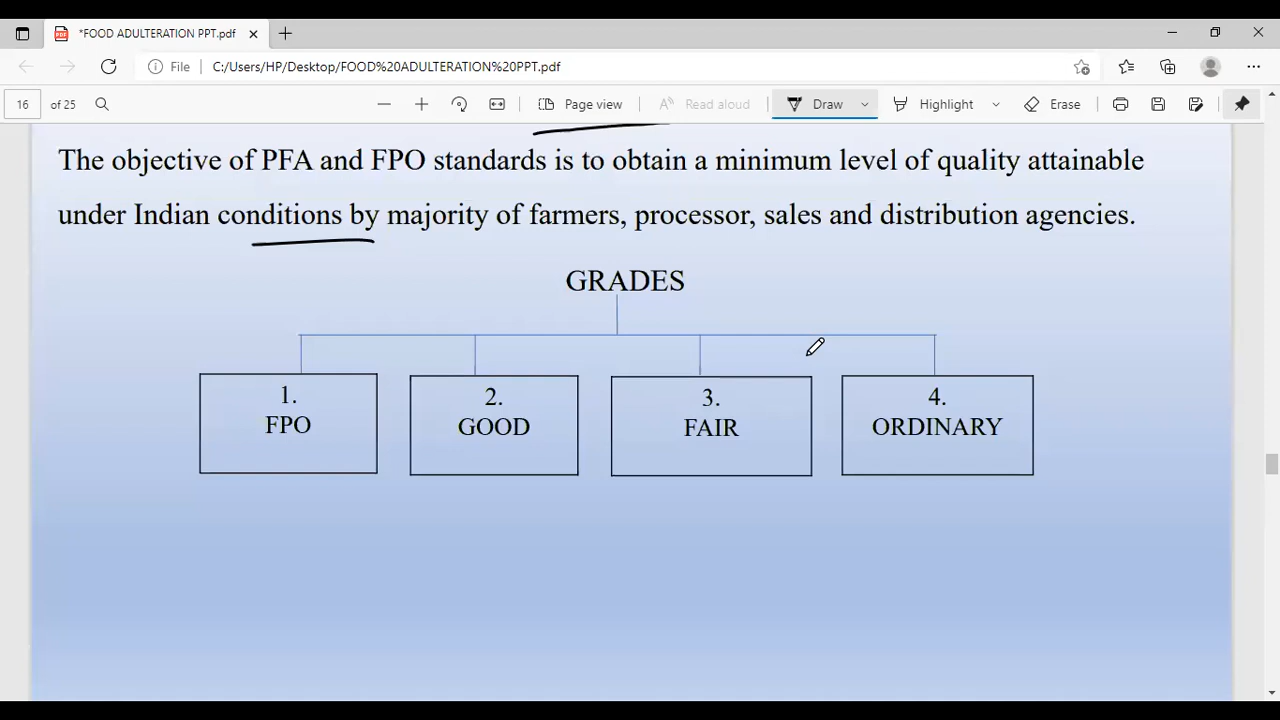 *FOOD ADULTERATION PPT.pdf
File C:/Users/HP/Desktop/FOOD%20ADULTERATION%20PPT.pdf
16 of 25 Page view Read aloud Draw Highlight Erase
The objective of PFA and FPO standards is to obtain a minimum level of quality attainable
under Indian conditions by majority of farmers, processor, sales and distribution agencies.
GRADES
1.
FPO
2.
GOOD
3.
FAIR
4.
ORDINARY